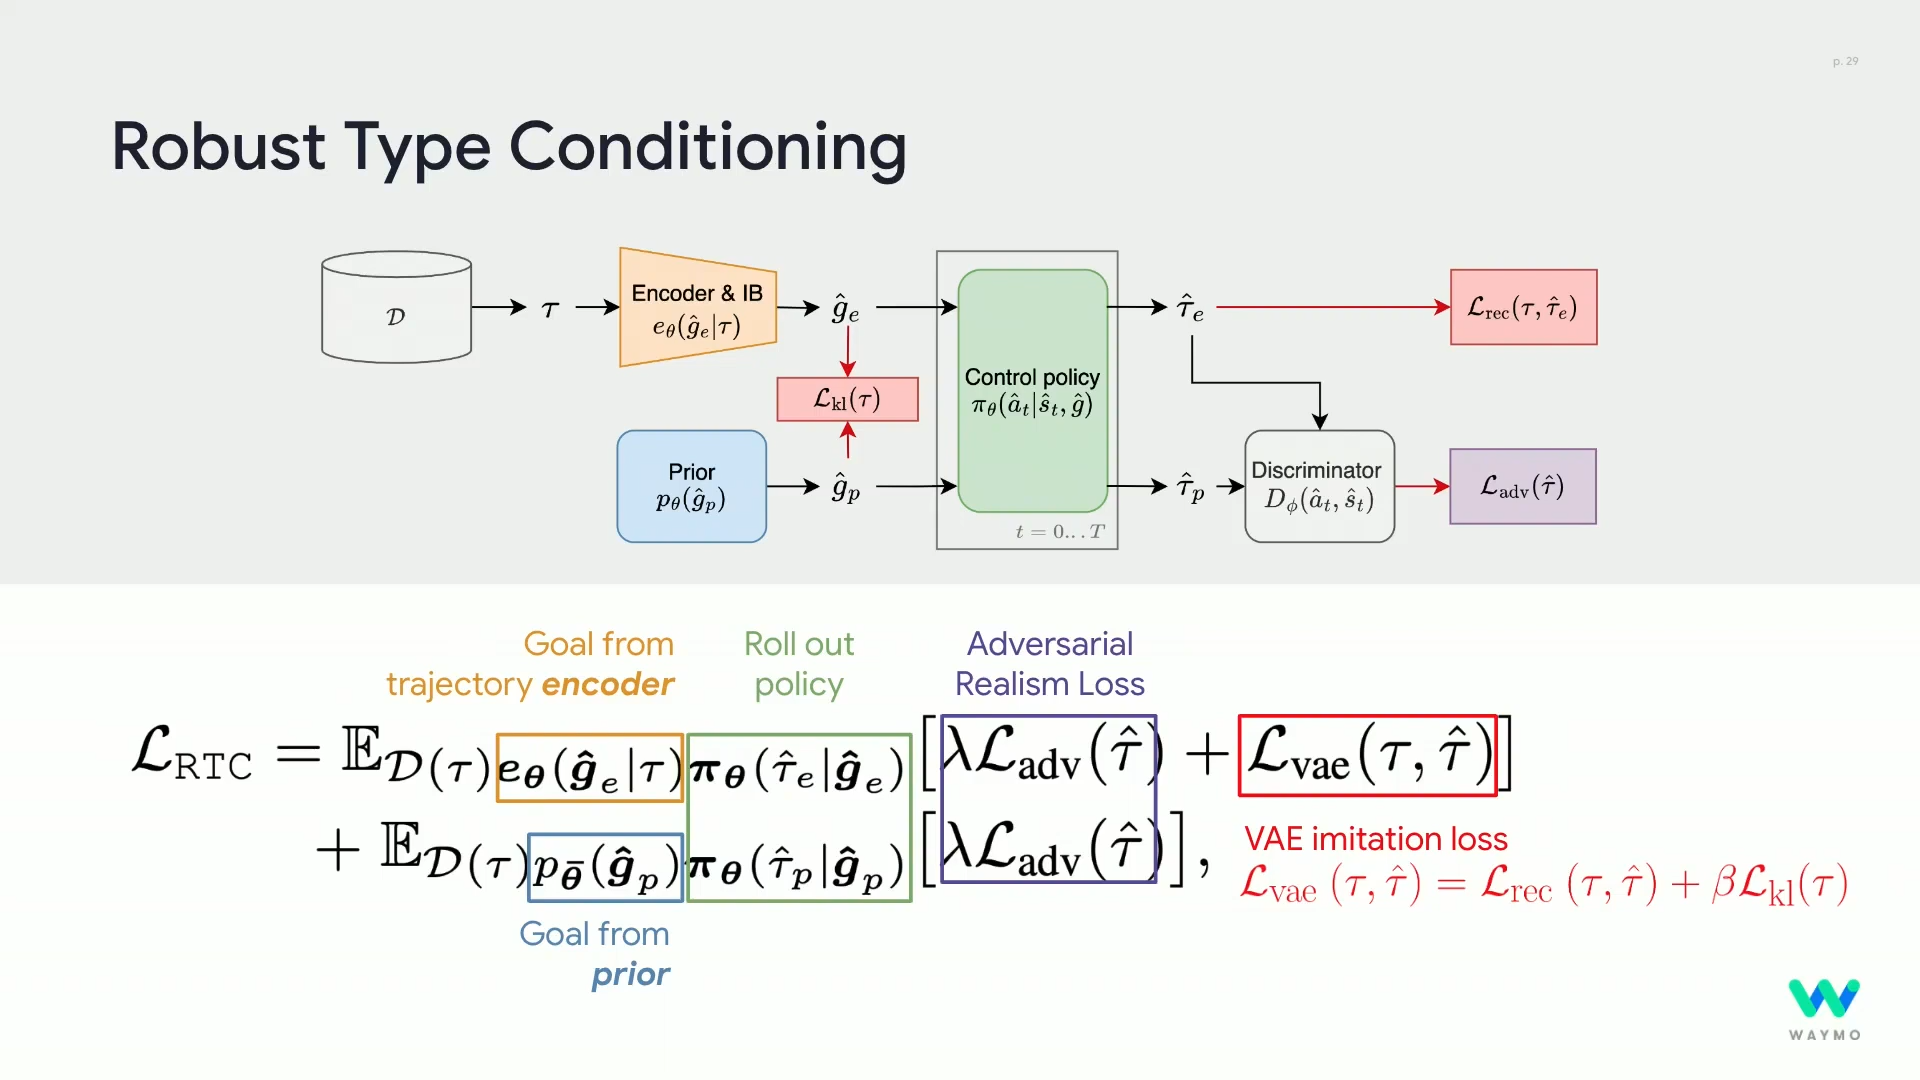 p. 29
Robust Type Conditioning
𝒟
τ
Encoder & IB
e_θ(ĝ_e|τ)
ĝ_e
ℒ_kl(τ)
Prior
p_θ(ĝ_p)
ĝ_p
Control policy
π_θ(â_t|ŝ_t, ĝ)
t = 0...T
τ̂_e
τ̂_p
Discriminator
D_ϕ(â_t, ŝ_t)
ℒ_rec(τ, τ̂_e)
ℒ_adv(τ̂)
Goal from
trajectory encoder
Roll out
policy
Adversarial
Realism Loss
ℒ_RTC = 𝔼_𝒟(τ) e_θ(ĝ_e|τ) π_θ(τ̂_e|ĝ_e) [λℒ_adv(τ̂) + ℒ_vae(τ, τ̂)]
+ 𝔼_𝒟(τ) p_θ̄(ĝ_p) π_θ(τ̂_p|ĝ_p) [λℒ_adv(τ̂)],
VAE imitation loss
ℒ_vae (τ, τ̂) = ℒ_rec (τ, τ̂) + βℒ_kl(τ)
Goal from
prior
WAYMO